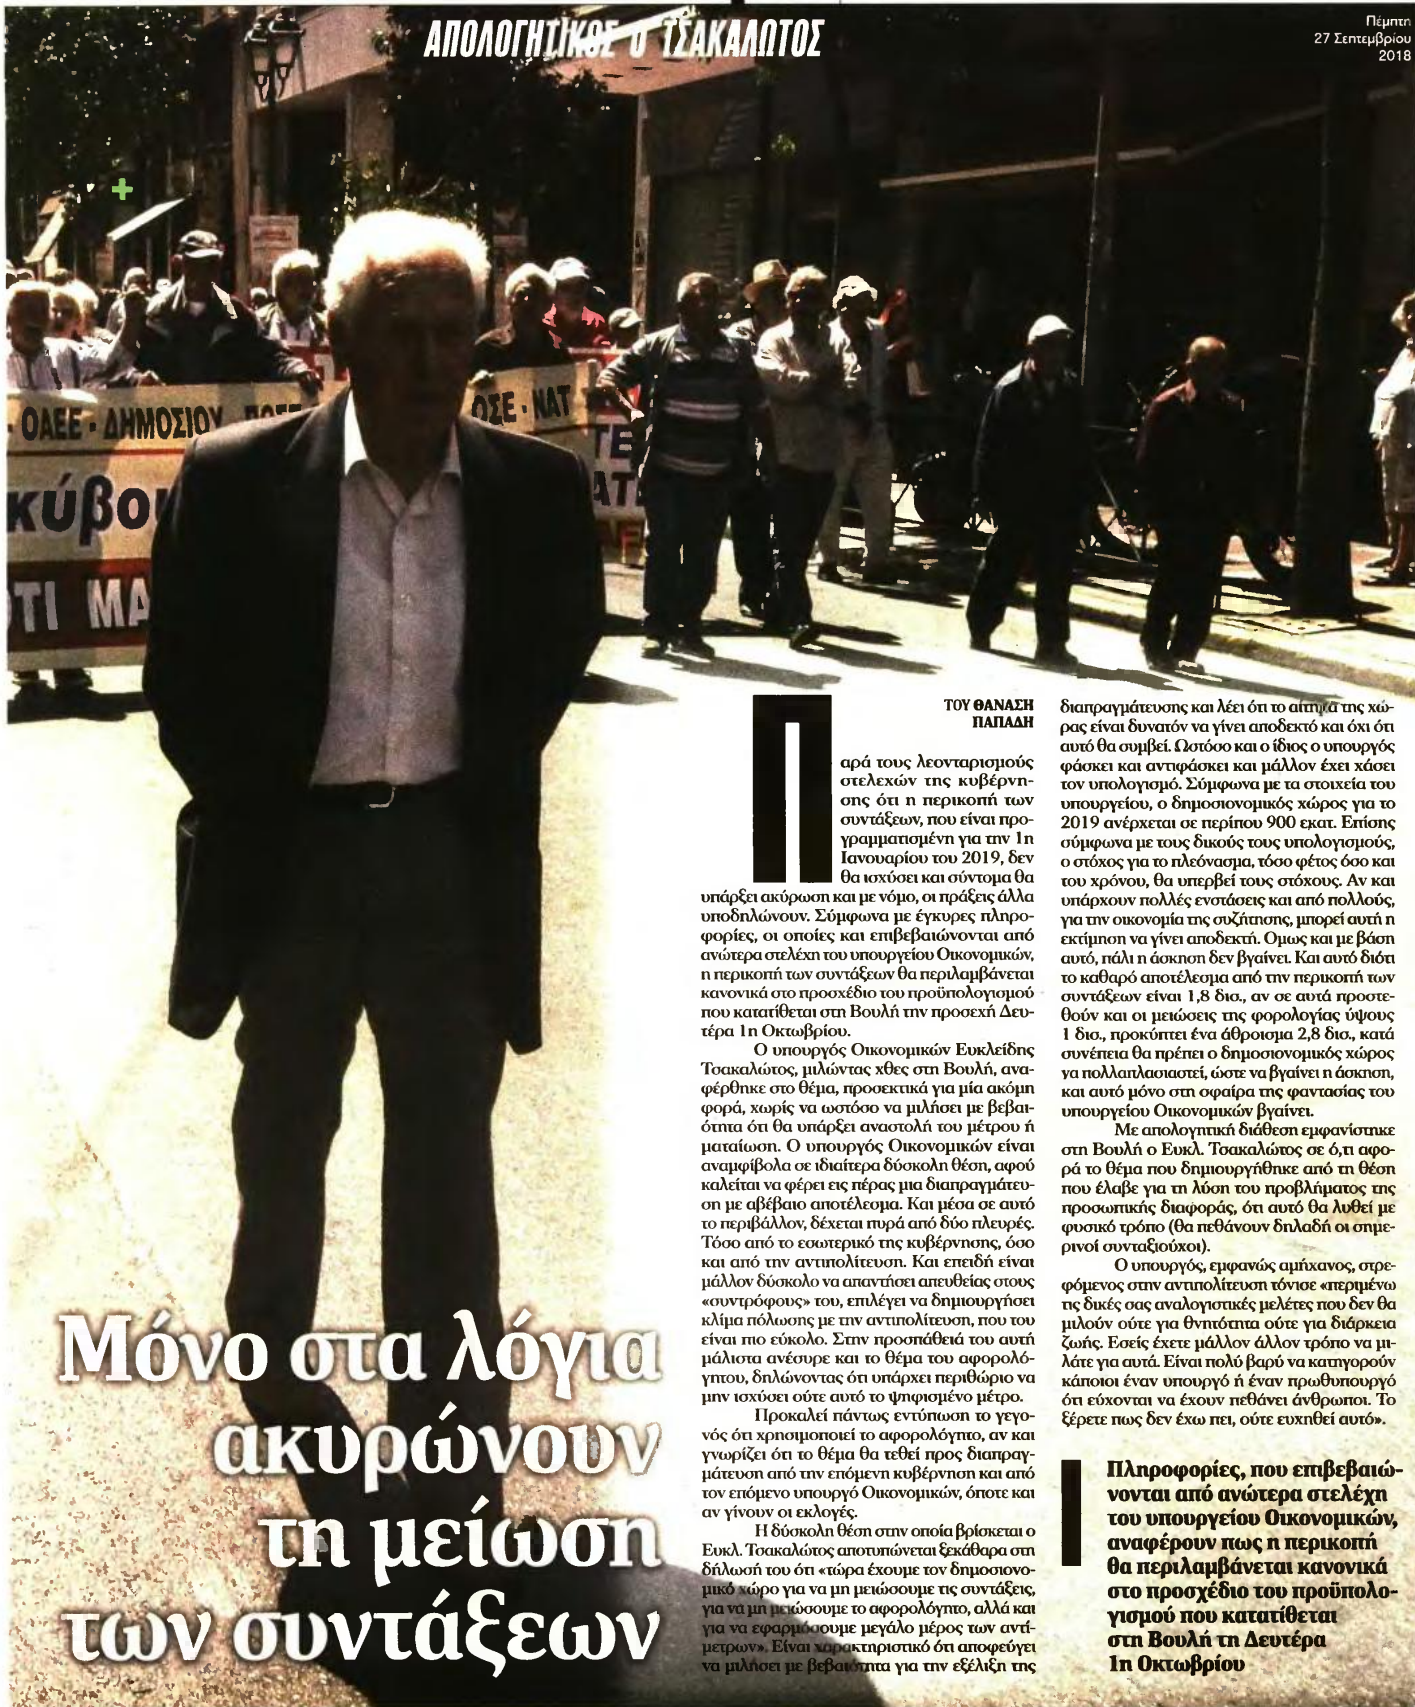 ΑΠΟΛΟΓΗΤΙΚΟΣ Ο ΤΣΑΚΑΛΩΤΟΣ
Πέμπτη
27 Σεπτεμβρίου
2018
ΟΑΕΕ · ΔΗΜΟΣΙΟΥ
ΟΣΕ · ΝΑΤ
κύβου
ΟΤΙ ΜΑ
Μόνο στα λόγια
ακυρώνουν
τη μείωση
των συντάξεων
ΤΟΥ ΘΑΝΑΣΗ
ΠΑΠΑΔΗ
Παρά τους λεονταρισμούς
στελεχών της κυβέρνη-
σης ότι η περικοπή των
συντάξεων, που είναι προ-
γραμματισμένη για την 1η
Ιανουαρίου του 2019, δεν
θα ισχύσει και σύντομα θα
υπάρξει ακύρωση και με νόμο, οι πράξεις άλλα
υποδηλώνουν. Σύμφωνα με έγκυρες πληρο-
φορίες, οι οποίες και επιβεβαιώνονται από
ανώτερα στελέχη του υπουργείου Οικονομικών,
η περικοπή των συντάξεων θα περιλαμβάνεται
κανονικά στο προσχέδιο του προϋπολογισμού
που κατατίθεται στη Βουλή την προσεχή Δευ-
τέρα 1η Οκτωβρίου.
Ο υπουργός Οικονομικών Ευκλείδης
Τσακαλώτος, μιλώντας χθες στη Βουλή, ανα-
φέρθηκε στο θέμα, προσεκτικά για μία ακόμη
φορά, χωρίς να ωστόσο να μιλήσει με βεβαι-
ότητα ότι θα υπάρξει αναστολή του μέτρου ή
ματαίωση. Ο υπουργός Οικονομικών είναι
αναμφίβολα σε ιδιαίτερα δύσκολη θέση, αφού
καλείται να φέρει εις πέρας μια διαπραγμάτευ-
ση με αβέβαιο αποτέλεσμα. Και μέσα σε αυτό
το περιβάλλον, δέχεται πυρά από δύο πλευρές.
Τόσο από το εσωτερικό της κυβέρνησης, όσο
και από την αντιπολίτευση. Και επειδή είναι
μάλλον δύσκολο να απαντήσει απευθείας στους
«συντρόφους» του, επιλέγει να δημιουργήσει
κλίμα πόλωσης με την αντιπολίτευση, που του
είναι πιο εύκολο. Στην προσπάθειά του αυτή
μάλιστα ανέσυρε και το θέμα του αφορολό-
γητου, δηλώνοντας ότι υπάρχει περιθώριο να
μην ισχύσει ούτε αυτό το ψηφισμένο μέτρο.
Προκαλεί πάντως εντύπωση το γεγο-
νός ότι χρησιμοποιεί το αφορολόγητο, αν και
γνωρίζει ότι το θέμα θα τεθεί προς διαπραγ-
μάτευση από την επόμενη κυβέρνηση και από
τον επόμενο υπουργό Οικονομικών, όποτε και
αν γίνουν οι εκλογές.
Η δύσκολη θέση στην οποία βρίσκεται ο
Ευκλ. Τσακαλώτος αποτυπώνεται ξεκάθαρα στη
δήλωσή του ότι «τώρα έχουμε τον δημοσιονο-
μικό χώρο για να μη μειώσουμε τις συντάξεις,
για να μη μειώσουμε το αφορολόγητο, αλλά και
για να εφαρμόσουμε μεγάλο μέρος των αντί-
μετρων». Είναι χαρακτηριστικό ότι αποφεύγει
να μιλήσει με βεβαιότητα για την εξέλιξη της
διαπραγμάτευσης και λέει ότι το αίτημα της χώ-
ρας είναι δυνατόν να γίνει αποδεκτό και όχι ότι
αυτό θα συμβεί. Ωστόσο και ο ίδιος ο υπουργός
φάσκει και αντιφάσκει και μάλλον έχει χάσει
τον υπολογισμό. Σύμφωνα με τα στοιχεία του
υπουργείου, ο δημοσιονομικός χώρος για το
2019 ανέρχεται σε περίπου 900 εκατ. Επίσης
σύμφωνα με τους δικούς τους υπολογισμούς,
ο στόχος για το πλεόνασμα, τόσο φέτος όσο και
του χρόνου, θα υπερβεί τους στόχους. Αν και
υπάρχουν πολλές ενστάσεις και από πολλούς,
για την οικονομία της συζήτησης, μπορεί αυτή η
εκτίμηση να γίνει αποδεκτή. Ομως και με βάση
αυτό, πάλι η άσκηση δεν βγαίνει. Και αυτό διότι
το καθαρό αποτέλεσμα από την περικοπή των
συντάξεων είναι 1,8 δισ., αν σε αυτά προστε-
θούν και οι μειώσεις της φορολογίας ύψους
1 δισ., προκύπτει ένα άθροισμα 2,8 δισ., κατά
συνέπεια θα πρέπει ο δημοσιονομικός χώρος
να πολλαπλασιαστεί, ώστε να βγαίνει η άσκηση,
και αυτό μόνο στη σφαίρα της φαντασίας του
υπουργείου Οικονομικών βγαίνει.
Με απολογητική διάθεση εμφανίστηκε
στη Βουλή ο Ευκλ. Τσακαλώτος σε ό,τι αφο-
ρά το θέμα που δημιουργήθηκε από τη θέση
που έλαβε για τη λύση του προβλήματος της
προσωπικής διαφοράς, ότι αυτό θα λυθεί με
φυσικό τρόπο (θα πεθάνουν δηλαδή οι σημε-
ρινοί συνταξιούχοι).
Ο υπουργός, εμφανώς αμήχανος, στρε-
φόμενος στην αντιπολίτευση τόνισε «περιμένω
τις δικές σας αναλογιστικές μελέτες που δεν θα
μιλούν ούτε για θνητότητα ούτε για διάρκεια
ζωής. Εσείς έχετε μάλλον άλλον τρόπο να μι-
λάτε για αυτά. Είναι πολύ βαρύ να κατηγορούν
κάποιοι έναν υπουργό ή έναν πρωθυπουργό
ότι εύχονται να έχουν πεθάνει άνθρωποι. Το
ξέρετε πως δεν έχω πει, ούτε ευχηθεί αυτό».
Πληροφορίες, που επιβεβαιώ-
νονται από ανώτερα στελέχη
του υπουργείου Οικονομικών,
αναφέρουν πως η περικοπή
θα περιλαμβάνεται κανονικά
στο προσχέδιο του προϋπολο-
γισμού που κατατίθεται
στη Βουλή τη Δευτέρα
1η Οκτωβρίου